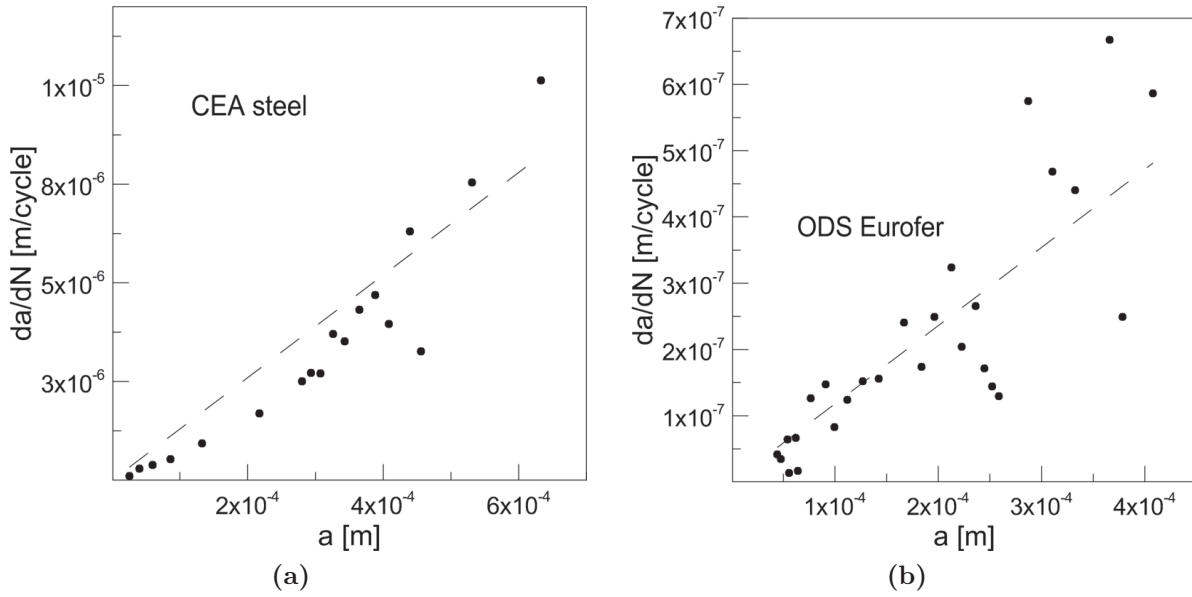 1x10⁻⁵
8x10⁻⁶
5x10⁻⁶
3x10⁻⁶
da/dN [m/cycle]
CEA steel
2x10⁻⁴ 4x10⁻⁴ 6x10⁻⁴
a [m]
(a)
7x10⁻⁷
6x10⁻⁷
5x10⁻⁷
4x10⁻⁷
3x10⁻⁷
2x10⁻⁷
1x10⁻⁷
da/dN [m/cycle]
ODS Eurofer
1x10⁻⁴ 2x10⁻⁴ 3x10⁻⁴ 4x10⁻⁴
a [m]
(b)